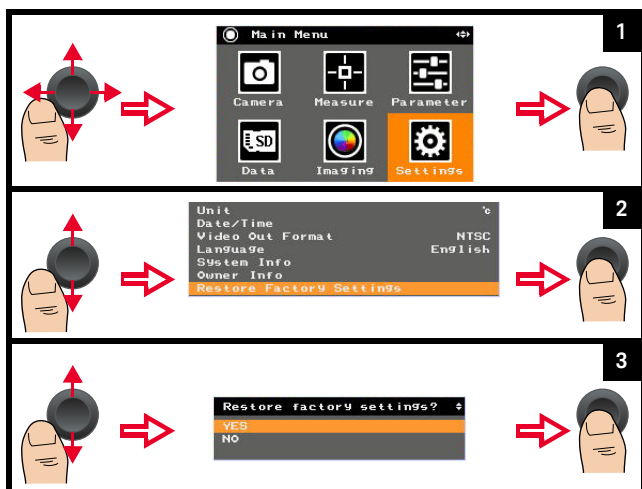 1
Main Menu
Camera Measure Parameter
SD
Data Imaging Settings
2
Unit °c
Date/Time
Video Out Format NTSC
Language English
System Info
Owner Info
Restore Factory Settings
3
Restore factory settings?
YES
NO